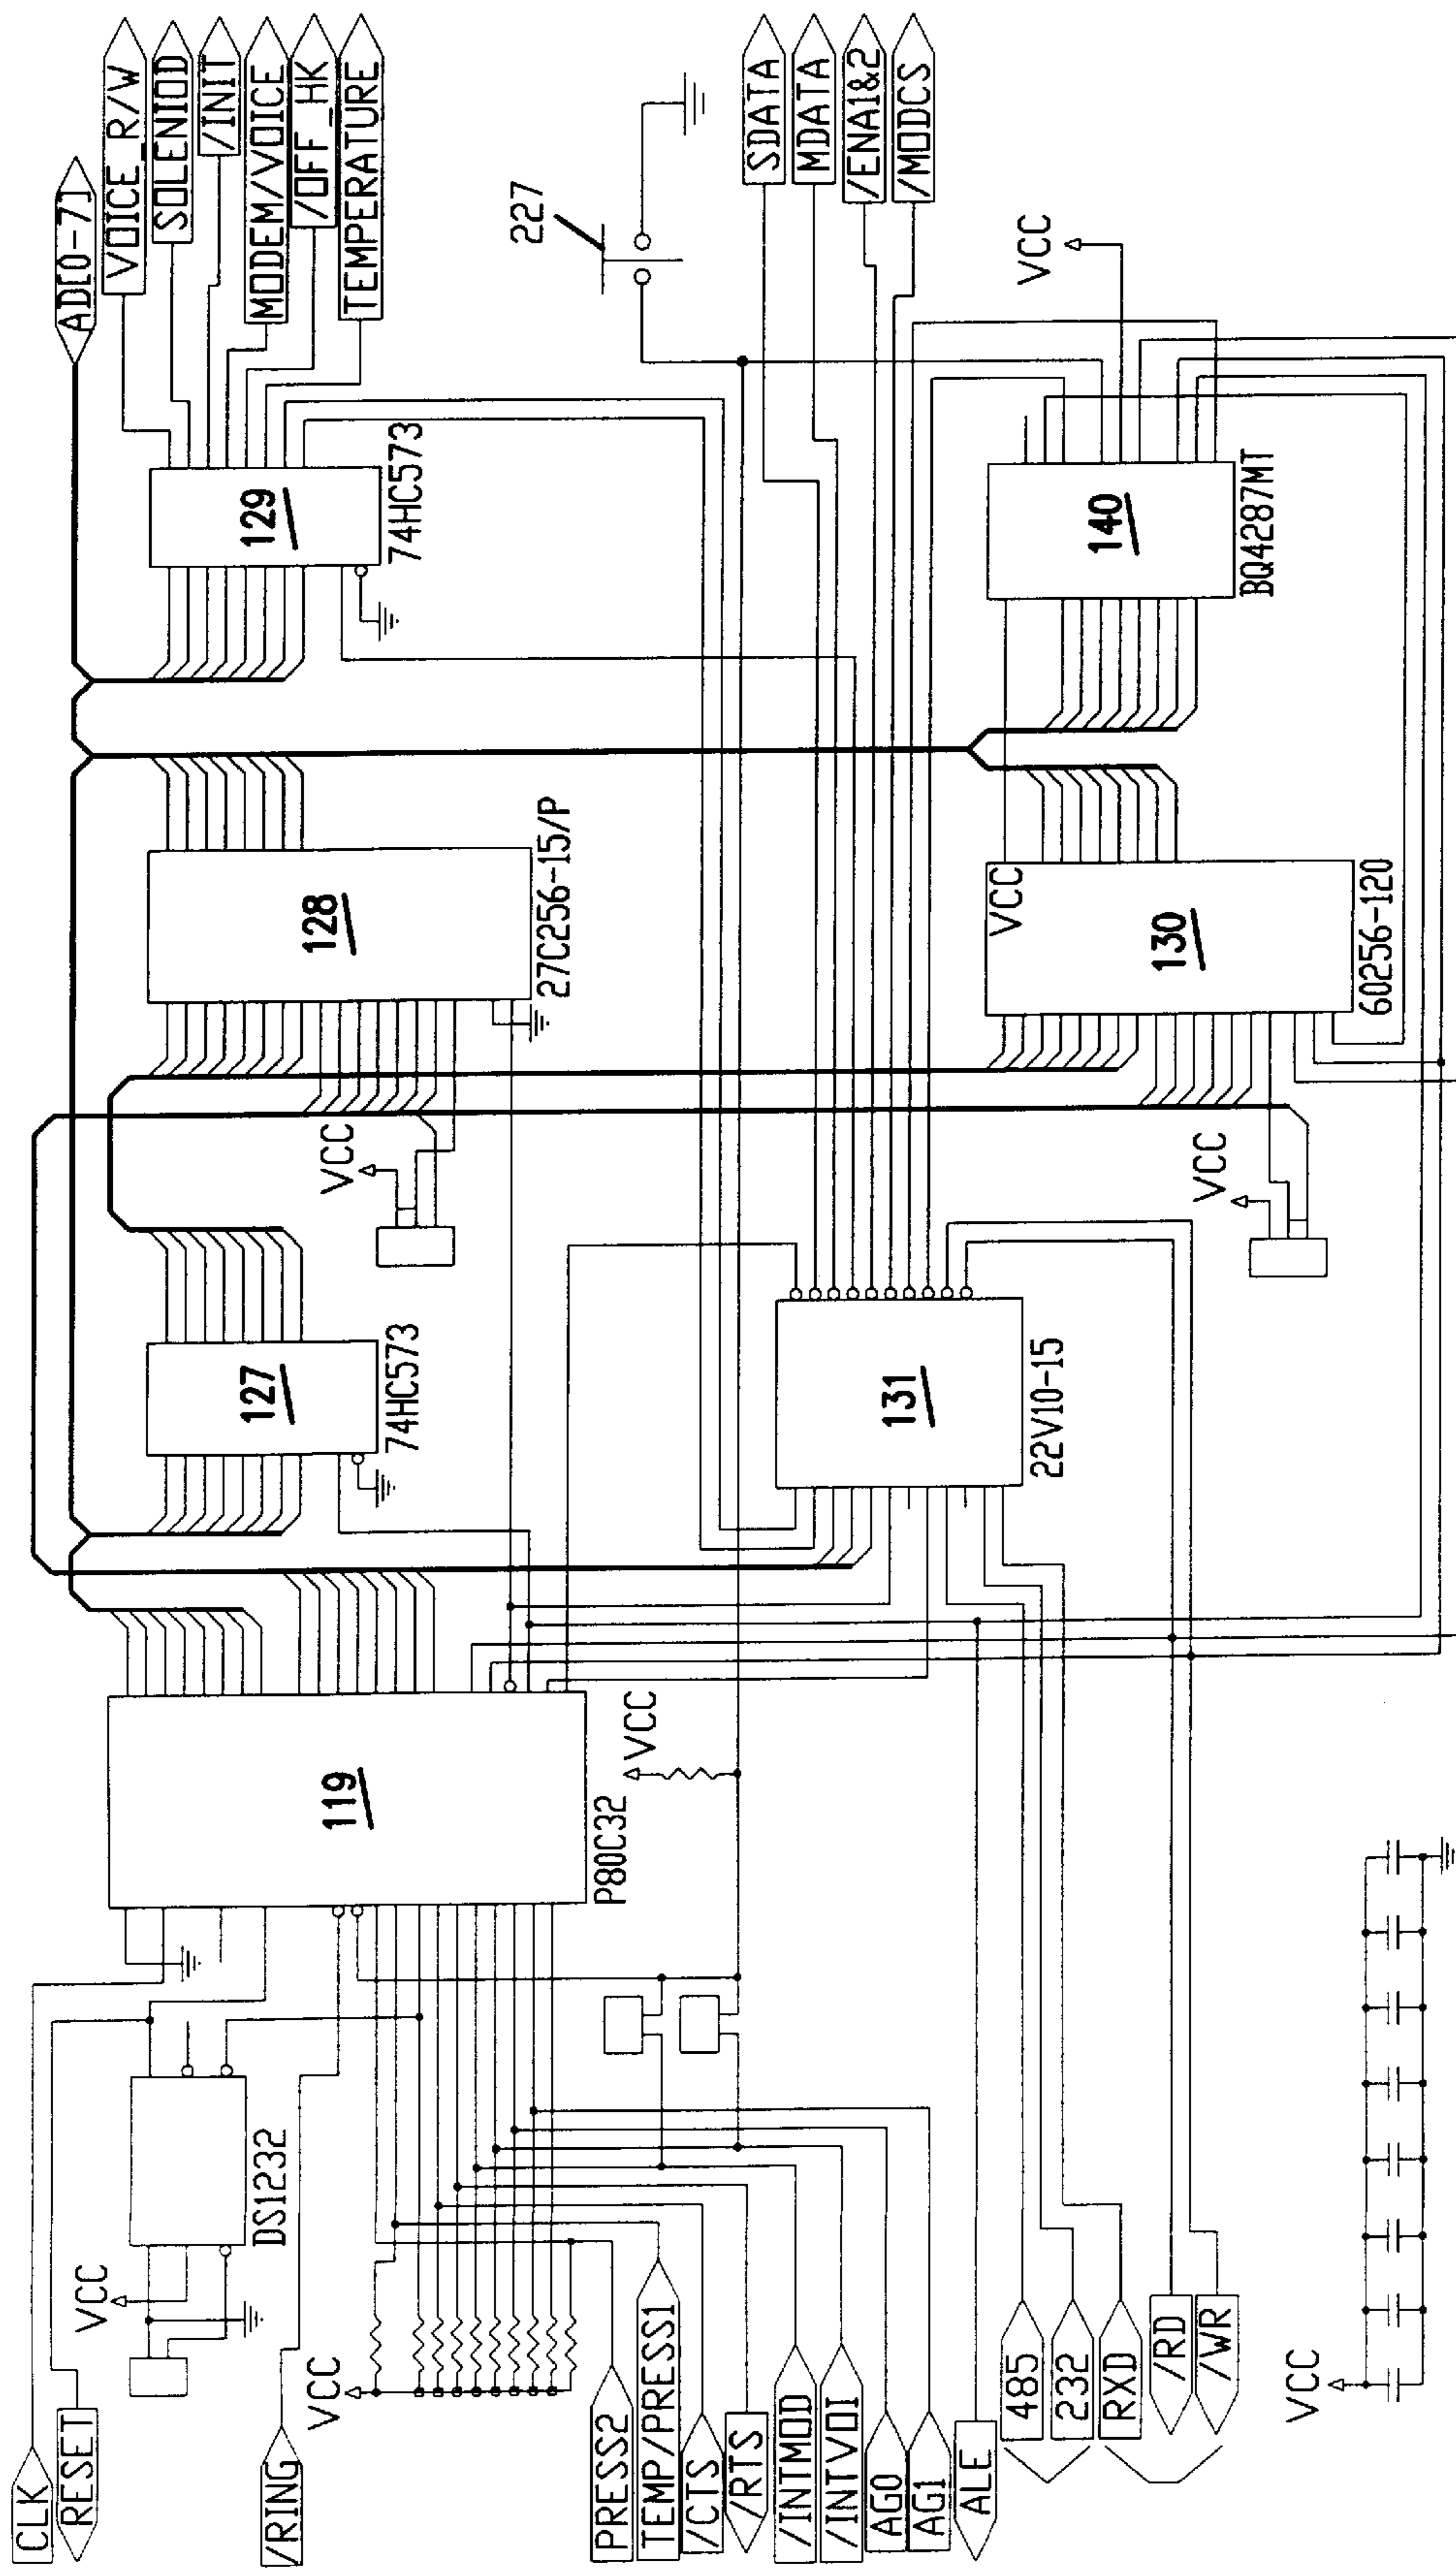 CLK
RESET
/RING
VCC
DS1232
VCC
PRESS2
TEMP/PRESS1
/CTS
/RTS
/INTMOD
/INTVOI
AG0
AG1
ALE
485
232
RXD
/RD
/WR
VCC
119
P80C32
VCC
127
74HC573
VCC
128
27C256-15/P
129
74HC573
131
22V10-15
VCC
VCC
130
60256-120
140
BQ4287MT
VCC
227
AD[0-7]
VOICE_R/W
SOLENIOD
/INIT
MODEM/VOICE
/OFF_HK
TEMPERATURE
SDATA
MDATA
/ENA1&2
/MODCS